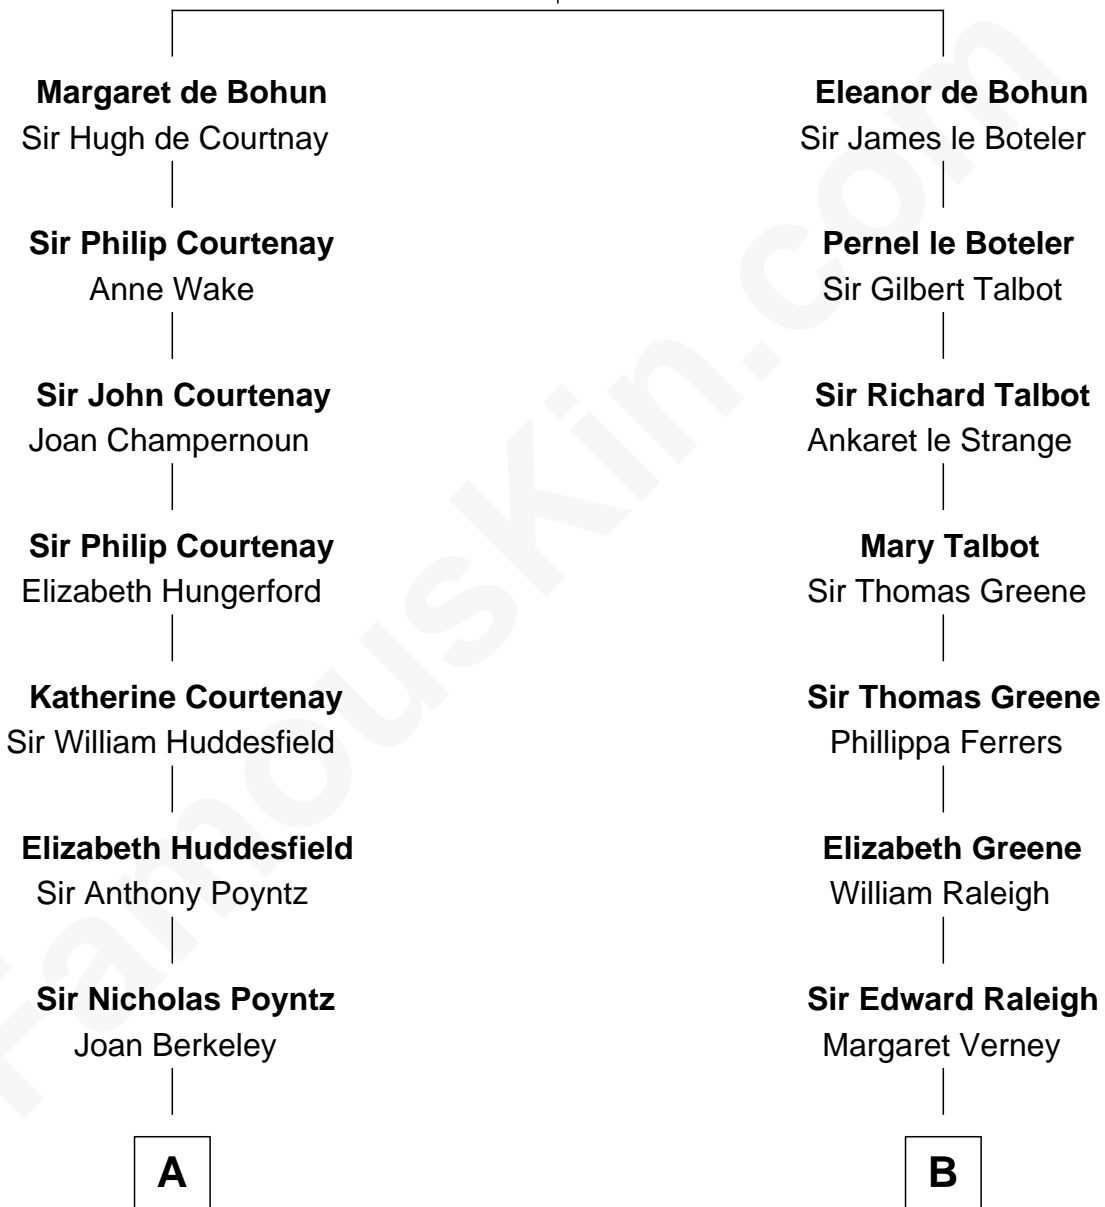 Margaret de Bohun
Sir Hugh de Courtnay
Sir Philip Courtenay
Anne Wake
Sir John Courtenay
Joan Champernoun
Sir Philip Courtenay
Elizabeth Hungerford
Katherine Courtenay
Sir William Huddesfield
Elizabeth Huddesfield
Sir Anthony Poyntz
Sir Nicholas Poyntz
Joan Berkeley
A
Eleanor de Bohun
Sir James le Boteler
Pernel le Boteler
Sir Gilbert Talbot
Sir Richard Talbot
Ankaret le Strange
Mary Talbot
Sir Thomas Greene
Sir Thomas Greene
Phillippa Ferrers
Elizabeth Greene
William Raleigh
Sir Edward Raleigh
Margaret Verney
B
FamousKin.com